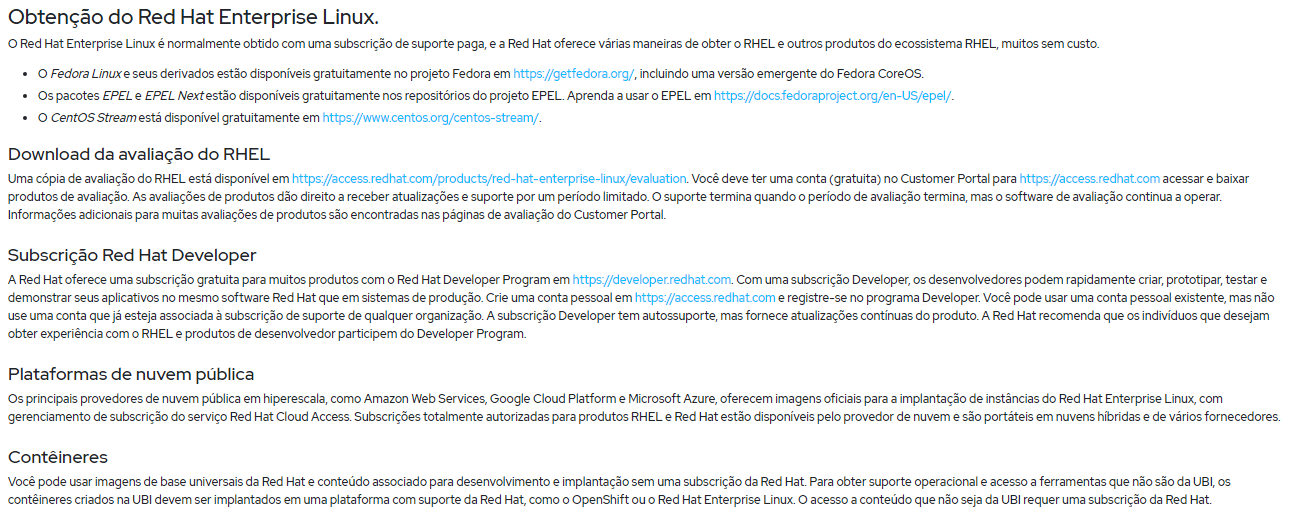 Obtenção do Red Hat Enterprise Linux.
O Red Hat Enterprise Linux é normalmente obtido com uma subscrição de suporte paga, e a Red Hat oferece várias maneiras de obter o RHEL e outros produtos do ecossistema RHEL, muitos sem custo.
• O Fedora Linux e seus derivados estão disponíveis gratuitamente no projeto Fedora em https://getfedora.org/, incluindo uma versão emergente do Fedora CoreOS.
• Os pacotes EPEL e EPEL Next estão disponíveis gratuitamente nos repositórios do projeto EPEL. Aprenda a usar o EPEL em https://docs.fedoraproject.org/en-US/epel/.
• O CentOS Stream está disponível gratuitamente em https://www.centos.org/centos-stream/.
Download da avaliação do RHEL
Uma cópia de avaliação do RHEL está disponível em https://access.redhat.com/products/red-hat-enterprise-linux/evaluation. Você deve ter uma conta (gratuita) no Customer Portal para https://access.redhat.com acessar e baixar
produtos de avaliação. As avaliações de produtos dão direito a receber atualizações e suporte por um período limitado. O suporte termina quando o período de avaliação termina, mas o software de avaliação continua a operar.
Informações adicionais para muitas avaliações de produtos são encontradas nas páginas de avaliação do Customer Portal.
Subscrição Red Hat Developer
A Red Hat oferece uma subscrição gratuita para muitos produtos com o Red Hat Developer Program em https://developer.redhat.com. Com uma subscrição Developer, os desenvolvedores podem rapidamente criar, prototipar, testar e
demonstrar seus aplicativos no mesmo software Red Hat que em sistemas de produção. Crie uma conta pessoal em https://access.redhat.com e registre-se no programa Developer. Você pode usar uma conta pessoal existente, mas não
use uma conta que já esteja associada à subscrição de suporte de qualquer organização. A subscrição Developer tem autossuporte, mas fornece atualizações contínuas do produto. A Red Hat recomenda que os indivíduos que desejam
obter experiência com o RHEL e produtos de desenvolvedor participem do Developer Program.
Plataformas de nuvem pública
Os principais provedores de nuvem pública em hiperescala, como Amazon Web Services, Google Cloud Platform e Microsoft Azure, oferecem imagens oficiais para a implantação de instâncias do Red Hat Enterprise Linux, com
gerenciamento de subscrição do serviço Red Hat Cloud Access. Subscrições totalmente autorizadas para produtos RHEL e Red Hat estão disponíveis pelo provedor de nuvem e são portáteis em nuvens híbridas e de vários fornecedores.
Contêineres
Você pode usar imagens de base universais da Red Hat e conteúdo associado para desenvolvimento e implantação sem uma subscrição da Red Hat. Para obter suporte operacional e acesso a ferramentas que não são da UBI, os
contêineres criados na UBI devem ser implantados em uma plataforma com suporte da Red Hat, como o OpenShift ou o Red Hat Enterprise Linux. O acesso a conteúdo que não seja da UBI requer uma subscrição da Red Hat.